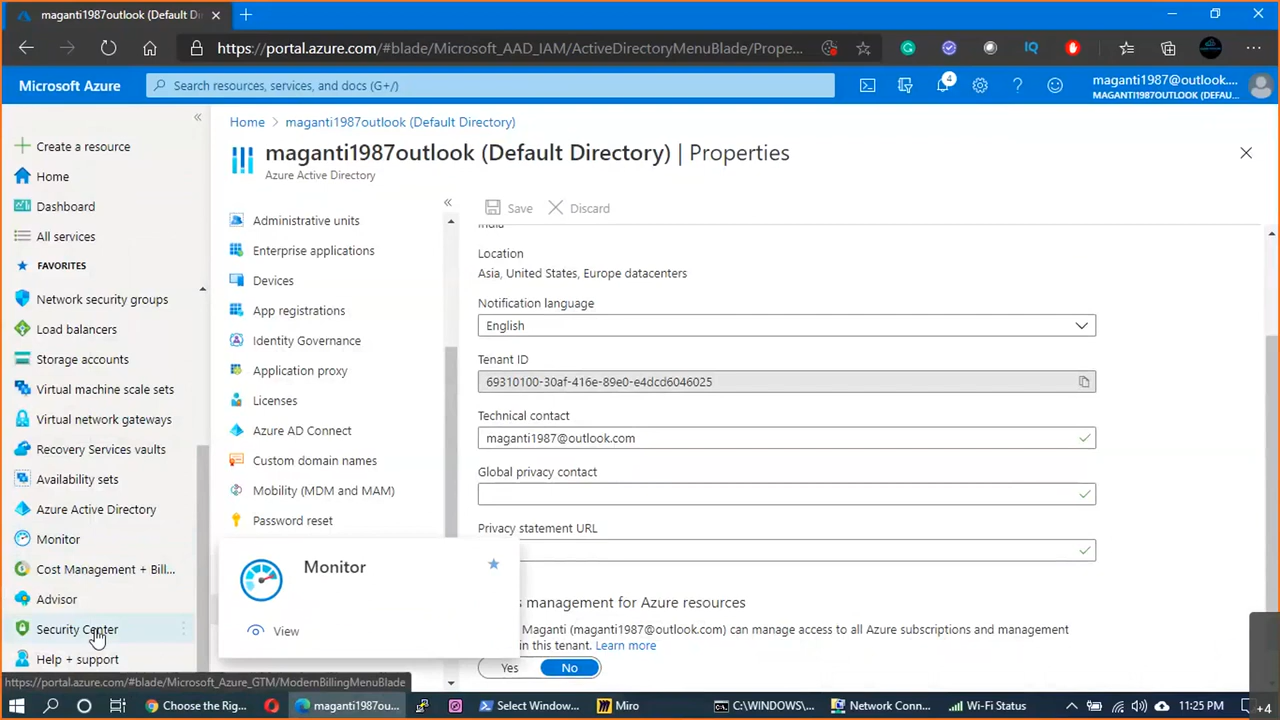 maganti1987outlook (Default Di
https://portal.azure.com/#blade/Microsoft_AAD_IAM/ActiveDirectoryMenuBlade/Prope...
IQ
Microsoft Azure
Search resources, services, and docs (G+/)
4
maganti1987@outlook....
MAGANTI1987OUTLOOK (DEFAU...
Create a resource
Home
Dashboard
All services
FAVORITES
Network security groups
Load balancers
Storage accounts
Virtual machine scale sets
Virtual network gateways
Recovery Services vaults
Availability sets
Azure Active Directory
Monitor
Cost Management + Bill...
Advisor
Security Center
Help + support
Home > maganti1987outlook (Default Directory)
maganti1987outlook (Default Directory) | Properties
Azure Active Directory
Administrative units
Enterprise applications
Devices
App registrations
Identity Governance
Application proxy
Licenses
Azure AD Connect
Custom domain names
Mobility (MDM and MAM)
Password reset
Monitor
View
Save
Discard
Location
Asia, United States, Europe datacenters
Notification language
English
Tenant ID
69310100-30af-416e-89e0-e4dcd6046025
Technical contact
maganti1987@outlook.com
Global privacy contact
Privacy statement URL
management for Azure resources
Maganti (maganti1987@outlook.com) can manage access to all Azure subscriptions and management
in this tenant. Learn more
Yes
No
https://portal.azure.com/#blade/Microsoft_Azure_GTM/ModernBillingMenuBlade
Choose the Rig...
maganti1987ou...
Select Window...
Miro
C:\WINDOWS\...
Network Conn...
Wi-Fi Status
11:25 PM
+4